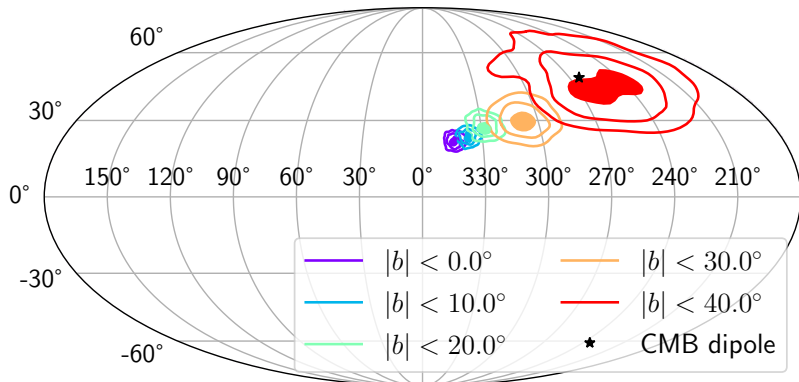 60°
30°
150° 120° 90° 60° 30° 0° 330° 300° 270° 240° 210°
0°
|b| < 0.0° |b| < 30.0°
-30°
|b| < 10.0° |b| < 40.0°
|b| < 20.0° CMB dipole
-60°